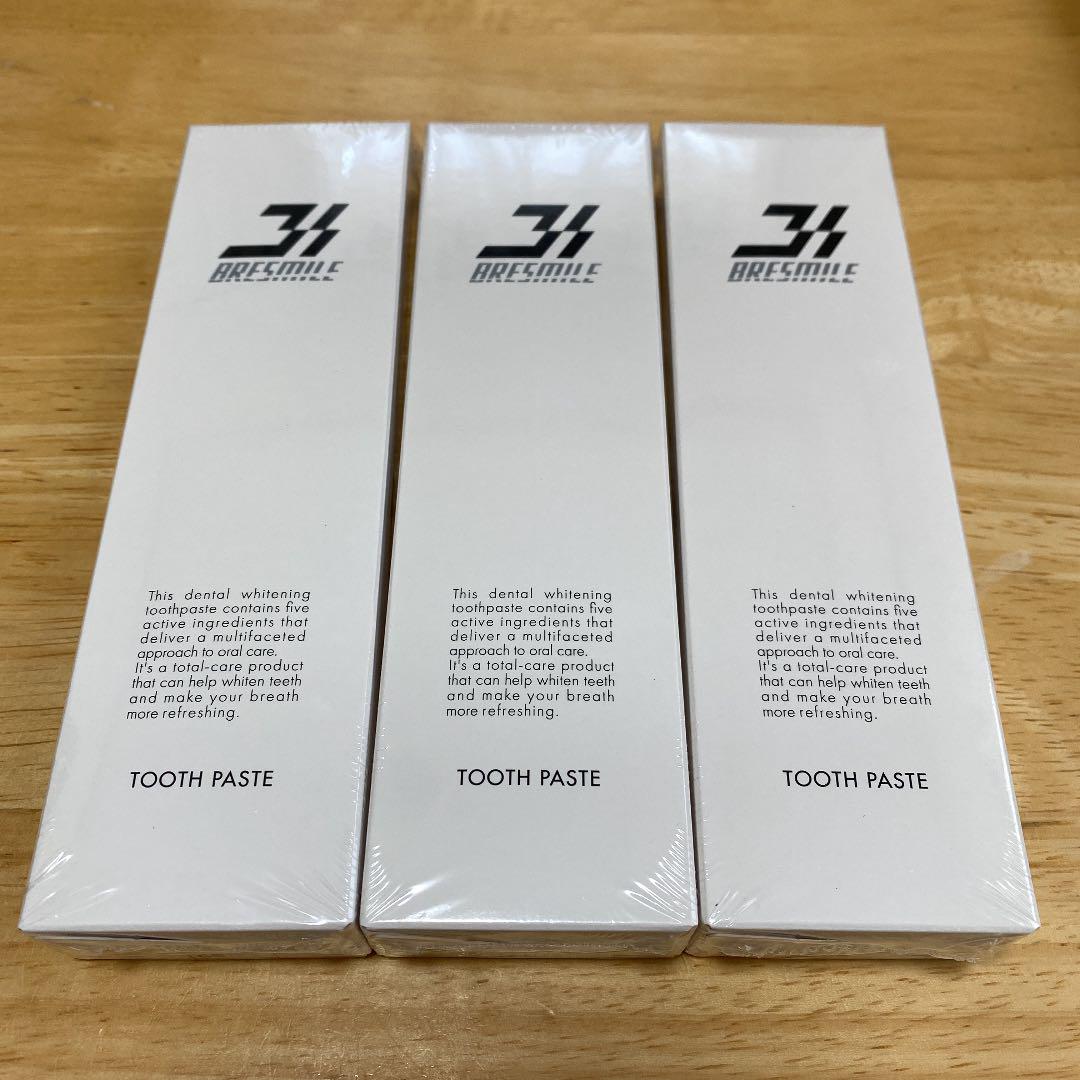 BRESMILE
This dental whitening
toothpaste contains five
active ingredients that
deliver a multifaceted
approach to oral care.
It's a total-care product
that can help whiten teeth
and make your breath
more refreshing.
TOOTH PASTE
BRESMILE
This dental whitening
toothpaste contains five
active ingredients that
deliver a multifaceted
approach to oral care.
It's a total-care product
that can help whiten teeth
and make your breath
more refreshing.
TOOTH PASTE
BRESMILE
This dental whitening
toothpaste contains five
active ingredients that
deliver a multifaceted
approach to oral care.
It's a total-care product
that can help whiten teeth
and make your breath
more refreshing.
TOOTH PASTE